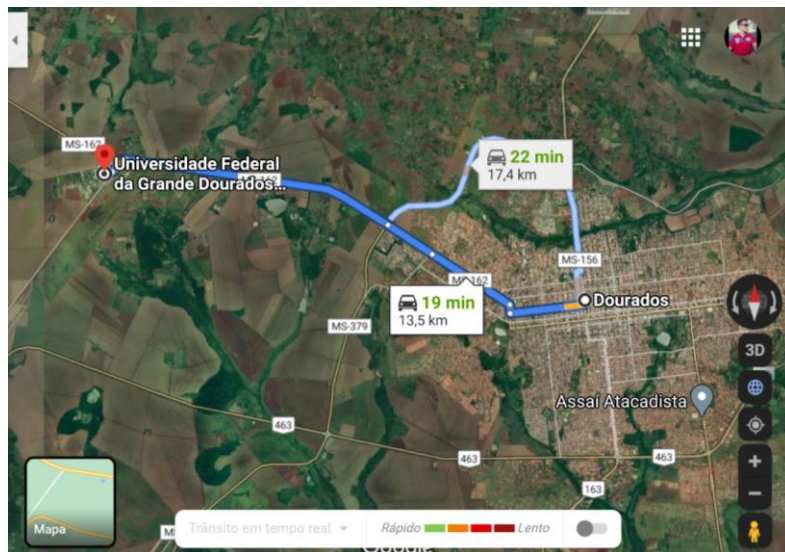 MS-162
Universidade Federal
da Grande Dourados...
22 min
17,4 km
MS-156
MS-162
19 min
13,5 km
Dourados
MS-379
3D
Assaí Atacadista
463
463
463
163
Mapa
Trânsito em tempo real
Rápido
Lento
Google